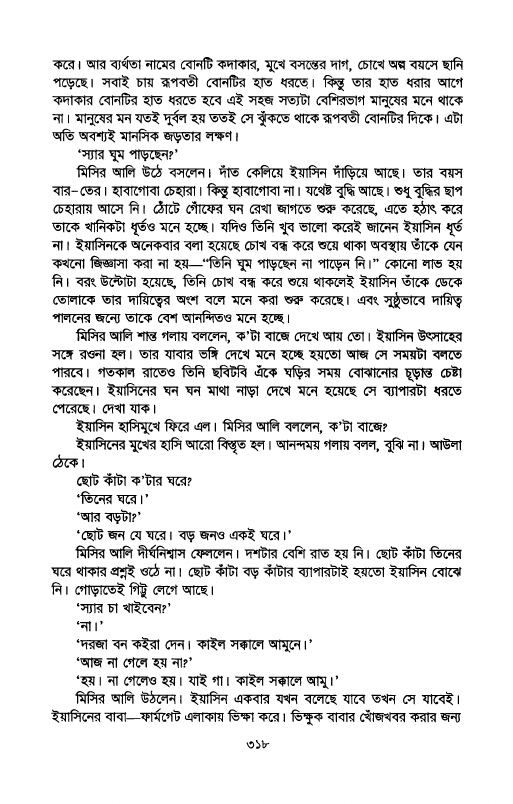 করে। আর ব্যর্থতা নামের বোনটি কদাকার, মুখে বসন্তের দাগ, চোখে অল্প বয়সে ছানি
পড়েছে। সবাই চায় রূপবতী বোনটির হাত ধরতে। কিন্তু তার হাত ধরার আগে
কদাকার বোনটির হাত ধরতে হবে এই সহজ সত্যটা বেশিরভাগ মানুষের মনে থাকে
না। মানুষের মন যতই দুর্বল হয় ততই সে ঝুঁকতে থাকে রূপবতী বোনটির দিকে। এটা
অতি অবশ্যই মানসিক জড়তার লক্ষণ।
‘স্যার ঘুম পাড়ছেন?’
মিসির আলি উঠে বসলেন। দাঁত কেলিয়ে ইয়াসিন দাঁড়িয়ে আছে। তার বয়স
বার–তের। হাবাগোবা চেহারা। কিন্তু হাবাগোবা না। যথেষ্ট বুদ্ধি আছে। শুধু বুদ্ধির ছাপ
চেহারায় আসে নি। ঠোঁটে গোঁফের ঘন রেখা জাগতে শুরু করেছে, এতে হঠাৎ করে
তাকে খানিকটা ধূর্তও মনে হচ্ছে। যদিও তিনি খুব ভালো করেই জানেন ইয়াসিন ধূর্ত
না। ইয়াসিনকে অনেকবার বলা হয়েছে চোখ বন্ধ করে শুয়ে থাকা অবস্থায় তাঁকে যেন
কখনো জিজ্ঞাসা করা না হয়—“তিনি ঘুম পাড়ছেন না পাড়েন নি।” কোনো লাভ হয়
নি। বরং উল্টোটা হয়েছে, তিনি চোখ বন্ধ করে শুয়ে থাকলেই ইয়াসিন তাঁকে ডেকে
তোলাকে তার দায়িত্বের অংশ বলে মনে করা শুরু করেছে। এবং সুষ্ঠুভাবে দায়িত্ব
পালনের জন্যে তাকে বেশ আনন্দিতও মনে হচ্ছে।
মিসির আলি শান্ত গলায় বললেন, ক’টা বাজে দেখে আয় তো। ইয়াসিন উৎসাহের
সঙ্গে রওনা হল। তার যাবার ভঙ্গি দেখে মনে হচ্ছে হয়তো আজ সে সময়টা বলতে
পারবে। গতকাল রাতেও তিনি ছবিটবি এঁকে ঘড়ির সময় বোঝানোর চূড়ান্ত চেষ্টা
করেছেন। ইয়াসিনের ঘন ঘন মাথা নাড়া দেখে মনে হয়েছে সে ব্যাপারটা ধরতে
পেরেছে। দেখা যাক।
ইয়াসিন হাসিমুখে ফিরে এল। মিসির আলি বললেন, ক’টা বাজে?
ইয়াসিনের মুখের হাসি আরো বিস্তৃত হল। আনন্দময় গলায় বলল, বুঝি না। আউলা
ঠেকে।
ছোট কাঁটা ক’টার ঘরে?
‘তিনের ঘরে।’
‘আর বড়টা?’
‘ছোট জন যে ঘরে। বড় জনও একই ঘরে।’
মিসির আলি দীর্ঘনিশ্বাস ফেললেন। দশটার বেশি রাত হয় নি। ছোট কাঁটা তিনের
ঘরে থাকার প্রশ্নই ওঠে না। ছোট কাঁটা বড় কাঁটার ব্যাপারটাই হয়তো ইয়াসিন বোঝে
নি। গোড়াতেই গিট্টু লেগে আছে।
‘স্যার চা খাইবেন?’
‘না।’
‘দরজা বন কইরা দেন। কাইল সক্কালে আমুনে।’
‘আজ না গেলে হয় না?’
‘হয়। না গেলেও হয়। যাই গা। কাইল সক্কালে আমু।’
মিসির আলি উঠলেন। ইয়াসিন একবার যখন বলেছে যাবে তখন সে যাবেই।
ইয়াসিনের বাবা—ফার্মগেট এলাকায় ভিক্ষা করে। ভিক্ষুক বাবার খোঁজখবর করার জন্য
৩১৮